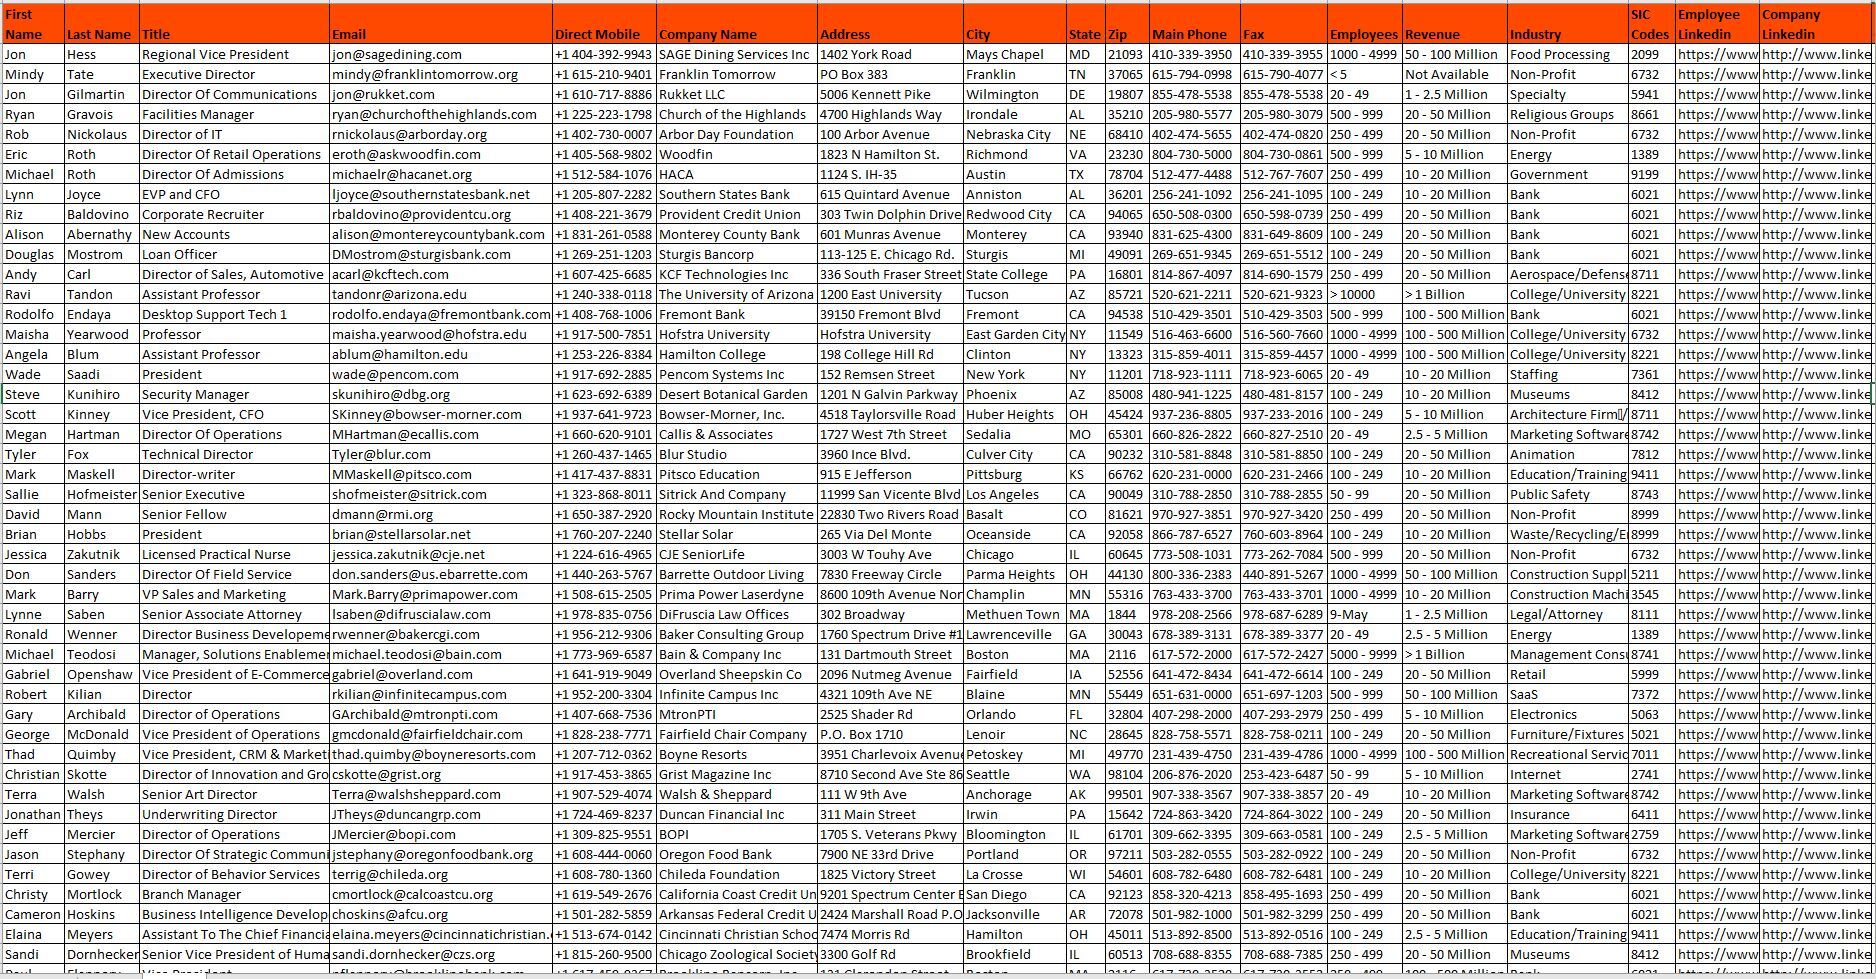 First Name Last Name Title Email Direct Mobile Company Name Address City State Zip Main Phone Fax Employees Revenue Industry SIC Codes Employee Linkedin Company Linkedin
Jon Hess Regional Vice President jon@sagedining.com +1 404-392-9943 SAGE Dining Services Inc 1402 York Road Mays Chapel MD 21093 410-339-3950 410-339-3955 1000 - 4999 50 - 100 Million Food Processing 2099 https://www http://www.linke
Mindy Tate Executive Director mindy@franklintomorrow.org +1 615-210-9401 Franklin Tomorrow PO Box 383 Franklin TN 37065 615-794-0998 615-790-4077 < 5 Not Available Non-Profit 6732 https://www http://www.linke
Jon Gilmartin Director Of Communications jon@rukket.com +1 610-717-8886 Rukket LLC 5006 Kennett Pike Wilmington DE 19807 855-478-5538 855-478-5538 20 - 49 1 - 2.5 Million Specialty 5941 https://www http://www.linke
Ryan Gravois Facilities Manager ryan@churchofthehighlands.com +1 225-223-1798 Church of the Highlands 4700 Highlands Way Irondale AL 35210 205-980-5577 205-980-3079 500 - 999 20 - 50 Million Religious Groups 8661 https://www http://www.linke
Rob Nickolaus Director of IT rnickolaus@arborday.org +1 402-730-0007 Arbor Day Foundation 100 Arbor Avenue Nebraska City NE 68410 402-474-5655 402-474-0820 250 - 499 20 - 50 Million Non-Profit 6732 https://www http://www.linke
Eric Roth Director Of Retail Operations eroth@askwoodfin.com +1 405-568-9802 Woodfin 1823 N Hamilton St. Richmond VA 23230 804-730-5000 804-730-0861 500 - 999 5 - 10 Million Energy 1389 https://www http://www.linke
Michael Roth Director Of Admissions michaelr@hacanet.org +1 512-584-1076 HACA 1124 S. IH-35 Austin TX 78704 512-477-4488 512-767-7607 250 - 499 10 - 20 Million Government 9199 https://www http://www.linke
Lynn Joyce EVP and CFO ljoyce@southernstatesbank.net +1 205-807-2282 Southern States Bank 615 Quintard Avenue Anniston AL 36201 256-241-1092 256-241-1095 100 - 249 10 - 20 Million Bank 6021 https://www http://www.linke
Riz Baldovino Corporate Recruiter rbaldovino@providentcu.org +1 408-221-3679 Provident Credit Union 303 Twin Dolphin Drive Redwood City CA 94065 650-508-0300 650-598-0739 250 - 499 20 - 50 Million Bank 6021 https://www http://www.linke
Alison Abernathy New Accounts alison@montereycountybank.com +1 831-261-0588 Monterey County Bank 601 Munras Avenue Monterey CA 93940 831-625-4300 831-649-8609 100 - 249 10 - 20 Million Bank 6021 https://www http://www.linke
Douglas Mostrom Loan Officer DMostrom@sturgisbank.com +1 269-251-1203 Sturgis Bancorp 113-125 E. Chicago Rd. Sturgis MI 49091 269-651-9345 269-651-5512 100 - 249 20 - 50 Million Bank 6021 https://www http://www.linke
Andy Carl Director of Sales, Automotive acarl@kcftech.com +1 607-425-6685 KCF Technologies Inc 336 South Fraser Street State College PA 16801 814-867-4097 814-690-1579 250 - 499 20 - 50 Million Aerospace/Defense 8711 https://www http://www.linke
Ravi Tandon Assistant Professor tandonr@arizona.edu +1 240-338-0118 The University of Arizona 1200 East University Tucson AZ 85721 520-621-2211 520-621-9323 > 10000 > 1 Billion College/University 8221 https://www http://www.linke
Rodolfo Endaya Desktop Support Tech 1 rodolfo.endaya@fremontbank.com +1 408-768-1006 Fremont Bank 39150 Fremont Blvd Fremont CA 94538 510-429-3501 510-429-3503 500 - 999 100 - 500 Million Bank 6021 https://www http://www.linke
Maisha Yearwood Professor maisha.yearwood@hofstra.edu +1 917-500-7851 Hofstra University Hofstra University East Garden City NY 11549 516-463-6600 516-560-7660 1000 - 4999 100 - 500 Million College/University 6732 https://www http://www.linke
Angela Blum Assistant Professor ablum@hamilton.edu +1 253-226-8384 Hamilton College 198 College Hill Rd Clinton NY 13323 315-859-4011 315-859-4457 1000 - 4999 100 - 500 Million College/University 8221 https://www http://www.linke
Wade Saadi President wade@pencom.com +1 917-692-2885 Pencom Systems Inc 152 Remsen Street New York NY 11201 718-923-1111 718-923-6065 20 - 49 10 - 20 Million Staffing 7361 https://www http://www.linke
Steve Kunihiro Security Manager skunihiro@dbg.org +1 623-692-6389 Desert Botanical Garden 1201 N Galvin Parkway Phoenix AZ 85008 480-941-1225 480-481-8157 100 - 249 10 - 20 Million Museums 8412 https://www http://www.linke
Scott Kinney Vice President, CFO SKinney@bowser-morner.com +1 937-641-9723 Bowser-Morner, Inc. 4518 Taylorsville Road Huber Heights OH 45424 937-236-8805 937-233-2016 100 - 249 5 - 10 Million Architecture Firm/ 8711 https://www http://www.linke
Megan Hartman Director Of Operations MHartman@ecallis.com +1 660-620-9101 Callis & Associates 1727 West 7th Street Sedalia MO 65301 660-826-2822 660-827-2510 20 - 49 2.5 - 5 Million Marketing Software 8742 https://www http://www.linke
Tyler Fox Technical Director Tyler@blur.com +1 260-437-1465 Blur Studio 3960 Ince Blvd. Culver City CA 90232 310-581-8848 310-581-8850 100 - 249 20 - 50 Million Animation 7812 https://www http://www.linke
Mark Maskell Director-writer MMaskell@pitsco.com +1 417-437-8831 Pitsco Education 915 E Jefferson Pittsburg KS 66762 620-231-0000 620-231-2466 100 - 249 10 - 20 Million Education/Training 9411 https://www http://www.linke
Sallie Hofmeister Senior Executive shofmeister@sitrick.com +1 323-868-8011 Sitrick And Company 11999 San Vicente Blvd Los Angeles CA 90049 310-788-2850 310-788-2855 50 - 99 20 - 50 Million Public Safety 8743 https://www http://www.linke
David Mann Senior Fellow dmann@rmi.org +1 650-387-2920 Rocky Mountain Institute 22830 Two Rivers Road Basalt CO 81621 970-927-3851 970-927-3420 250 - 499 20 - 50 Million Non-Profit 8999 https://www http://www.linke
Brian Hobbs President brian@stellarsolar.net +1 760-207-2240 Stellar Solar 265 Via Del Monte Oceanside CA 92058 866-787-6527 760-603-8964 100 - 249 10 - 20 Million Waste/Recycling/E 8999 https://www http://www.linke
Jessica Zakutnik Licensed Practical Nurse jessica.zakutnik@cje.net +1 224-616-4965 CJE SeniorLife 3003 W Touhy Ave Chicago IL 60645 773-508-1031 773-262-7084 500 - 999 20 - 50 Million Non-Profit 6732 https://www http://www.linke
Don Sanders Director Of Field Service don.sanders@us.ebarrette.com +1 440-263-5767 Barrette Outdoor Living 7830 Freeway Circle Parma Heights OH 44130 800-336-2383 440-891-5267 1000 - 4999 50 - 100 Million Construction Suppl 5211 https://www http://www.linke
Mark Barry VP Sales and Marketing Mark.Barry@primapower.com +1 508-615-2505 Prima Power Laserdyne 8600 109th Avenue Nor Champlin MN 55316 763-433-3700 763-433-3701 1000 - 4999 10 - 20 Million Construction Machi 3545 https://www http://www.linke
Lynne Saben Senior Associate Attorney lsaben@difruscialaw.com +1 978-835-0756 DiFruscia Law Offices 302 Broadway Methuen Town MA 1844 978-208-2566 978-687-6289 9-May 1 - 2.5 Million Legal/Attorney 8111 https://www http://www.linke
Ronald Wenner Director Business Developeme rwenner@bakercgi.com +1 956-212-9306 Baker Consulting Group 1760 Spectrum Drive #1 Lawrenceville GA 30043 678-389-3131 678-389-3377 20 - 49 2.5 - 5 Million Energy 1389 https://www http://www.linke
Michael Teodosi Manager, Solutions Enablemer michael.teodosi@bain.com +1 773-969-6587 Bain & Company Inc 131 Dartmouth Street Boston MA 2116 617-572-2000 617-572-2427 5000 - 9999 > 1 Billion Management Consu 8741 https://www http://www.linke
Gabriel Openshaw Vice President of E-Commerce gabriel@overland.com +1 641-919-9049 Overland Sheepskin Co 2096 Nutmeg Avenue Fairfield IA 52556 641-472-8434 641-472-6614 100 - 249 20 - 50 Million Retail 5999 https://www http://www.linke
Robert Kilian Director rkilian@infinitecampus.com +1 952-200-3304 Infinite Campus Inc 4321 109th Ave NE Blaine MN 55449 651-631-0000 651-697-1203 500 - 999 50 - 100 Million SaaS 7372 https://www http://www.linke
Gary Archibald Director of Operations GArchibald@mtronpti.com +1 407-668-7536 MtronPTI 2525 Shader Rd Orlando FL 32804 407-298-2000 407-293-2979 250 - 499 5 - 10 Million Electronics 5063 https://www http://www.linke
George McDonald Vice President of Operations gmcdonald@fairfieldchair.com +1 828-238-7771 Fairfield Chair Company P.O. Box 1710 Lenoir NC 28645 828-758-5571 828-758-0211 100 - 249 20 - 50 Million Furniture/Fixtures 5021 https://www http://www.linke
Thad Quimby Vice President, CRM & Marketi thad.quimby@boyneresorts.com +1 207-712-0362 Boyne Resorts 3951 Charlevoix Avenue Petoskey MI 49770 231-439-4750 231-439-4786 1000 - 4999 100 - 500 Million Recreational Servic 7011 https://www http://www.linke
Christian Skotte Director of Innovation and Gro cskotte@grist.org +1 917-453-3865 Grist Magazine Inc 8710 Second Ave Ste 86 Seattle WA 98104 206-876-2020 253-423-6487 50 - 99 5 - 10 Million Internet 2741 https://www http://www.linke
Terra Walsh Senior Art Director Terra@walshsheppard.com +1 907-529-4074 Walsh & Sheppard 111 W 9th Ave Anchorage AK 99501 907-338-3567 907-338-3857 20 - 49 10 - 20 Million Marketing Software 8742 https://www http://www.linke
Jonathan Theys Underwriting Director JTheys@duncangrp.com +1 724-469-8237 Duncan Financial Inc 311 Main Street Irwin PA 15642 724-863-3420 724-864-3022 100 - 249 10 - 20 Million Insurance 6411 https://www http://www.linke
Jeff Mercier Director of Operations JMercier@bopi.com +1 309-825-9551 BOPI 1705 S. Veterans Pkwy Bloomington IL 61701 309-662-3395 309-663-0581 100 - 249 2.5 - 5 Million Marketing Software 2759 https://www http://www.linke
Jason Stephany Director Of Strategic Communi jstephany@oregonfoodbank.org +1 608-444-0060 Oregon Food Bank 7900 NE 33rd Drive Portland OR 97211 503-282-0555 503-282-0922 100 - 249 20 - 50 Million Non-Profit 6732 https://www http://www.linke
Terri Gowey Director of Behavior Services terrig@chileda.org +1 608-780-1360 Chileda Foundation 1825 Victory Street La Crosse WI 54601 608-782-6480 608-782-6481 100 - 249 10 - 20 Million College/University 8221 https://www http://www.linke
Christy Mortlock Branch Manager cmortlock@calcoastcu.org +1 619-549-2676 California Coast Credit Un 9201 Spectrum Center B San Diego CA 92123 858-320-4213 858-495-1693 250 - 499 20 - 50 Million Bank 6021 https://www http://www.linke
Cameron Hoskins Business Intelligence Develop choskins@afcu.org +1 501-282-5859 Arkansas Federal Credit U 2424 Marshall Road P.O Jacksonville AR 72078 501-982-1000 501-982-3299 250 - 499 20 - 50 Million Bank 6021 https://www http://www.linke
Elaina Meyers Assistant To The Chief Financia elaina.meyers@cincinnatichristian. +1 513-674-0142 Cincinnati Christian Schoo 7474 Morris Rd Hamilton OH 45011 513-892-8500 513-892-0516 100 - 249 2.5 - 5 Million Education/Training 9411 https://www http://www.linke
Sandi Dornhecker Senior Vice President of Huma sandi.dornhecker@czs.org +1 815-260-9500 Chicago Zoological Society 3300 Golf Rd Brookfield IL 60513 708-688-8355 708-688-7385 250 - 499 20 - 50 Million Museums 8412 https://www http://www.linke